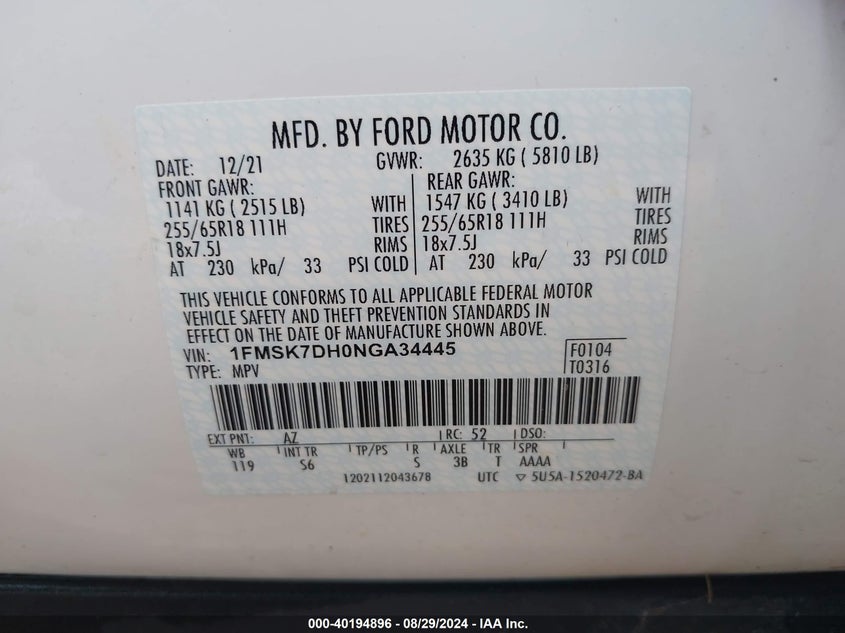 MFD. BY FORD MOTOR CO.
DATE: 12/21 GVWR: 2635 KG ( 5810 LB)
FRONT GAWR: REAR GAWR:
1141 KG ( 2515 LB) WITH 1547 KG ( 3410 LB) WITH
255/65R18 111H TIRES 255/65R18 111H TIRES
18x7.5J RIMS 18x7.5J RIMS
AT 230 kPa/ 33 PSI COLD AT 230 kPa/ 33 PSI COLD
THIS VEHICLE CONFORMS TO ALL APPLICABLE FEDERAL MOTOR
VEHICLE SAFETY AND THEFT PREVENTION STANDARDS IN
EFFECT ON THE DATE OF MANUFACTURE SHOWN ABOVE.
VIN: 1FMSK7DH0NGA34445 F0104
TYPE: MPV T0316
EXT PNT: AZ RC: 52 DSO:
WB INT TR TP/PS R AXLE TR SPR
119 S6 S 3B T AAAA
1202112043678 UTC ▽ 5U5A-1520472-BA
000-40194896 - 08/29/2024 - IAA Inc.